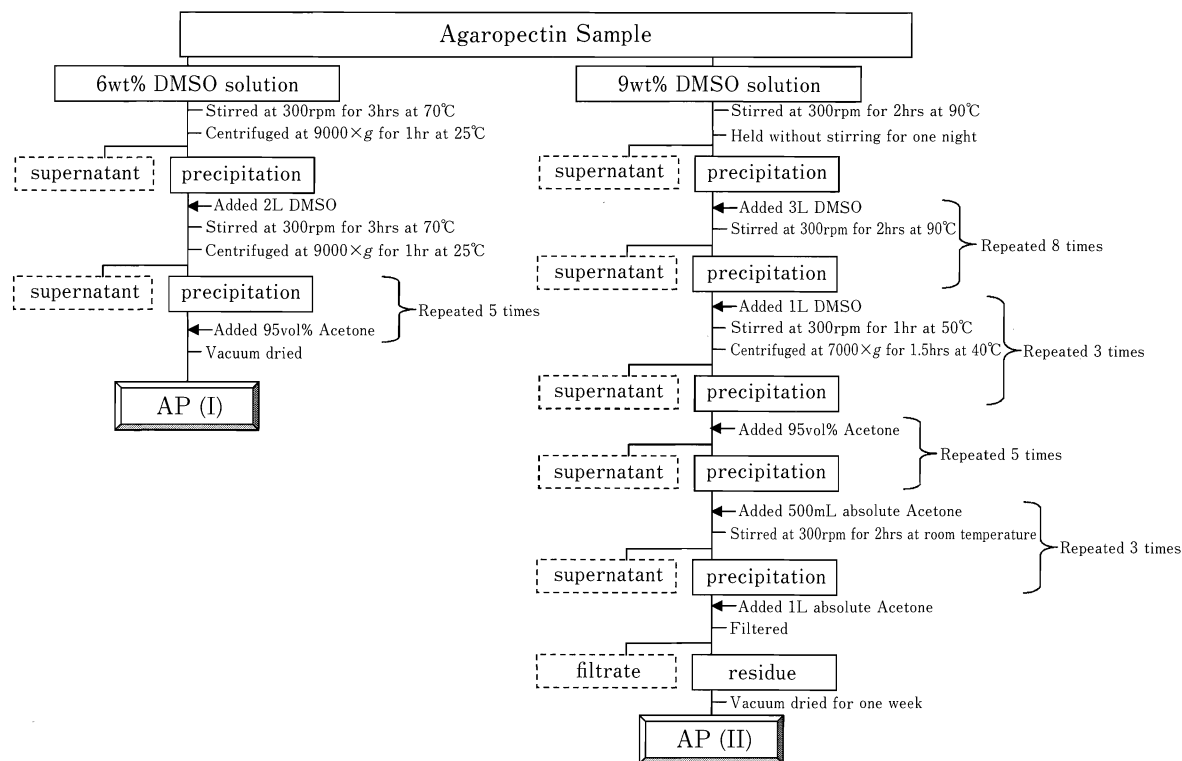 Agaropectin Sample
6wt% DMSO solution
Stirred at 300rpm for 3hrs at 70℃
Centrifuged at 9000×g for 1hr at 25℃
supernatant
precipitation
Added 2L DMSO
Stirred at 300rpm for 3hrs at 70℃
Centrifuged at 9000×g for 1hr at 25℃
supernatant
precipitation
Added 95vol% Acetone
Repeated 5 times
Vacuum dried
AP (I)
9wt% DMSO solution
Stirred at 300rpm for 2hrs at 90℃
Held without stirring for one night
supernatant
precipitation
Added 3L DMSO
Stirred at 300rpm for 2hrs at 90℃
Repeated 8 times
supernatant
precipitation
Added 1L DMSO
Stirred at 300rpm for 1hr at 50℃
Centrifuged at 7000×g for 1.5hrs at 40℃
Repeated 3 times
supernatant
precipitation
Added 95vol% Acetone
Repeated 5 times
supernatant
precipitation
Added 500mL absolute Acetone
Stirred at 300rpm for 2hrs at room temperature
Repeated 3 times
supernatant
precipitation
Added 1L absolute Acetone
Filtered
filtrate
residue
Vacuum dried for one week
AP (II)